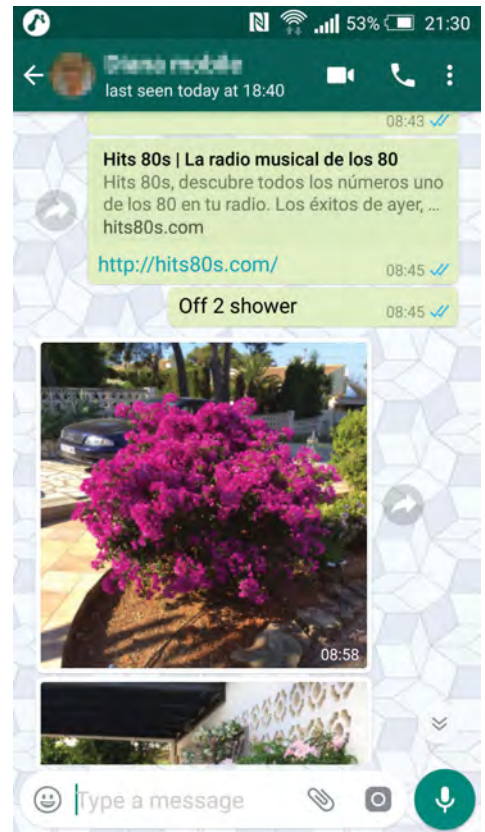 53% 21:30
last seen today at 18:40
08:43
Hits 80s | La radio musical de los 80
Hits 80s, descubre todos los números uno
de los 80 en tu radio. Los éxitos de ayer, ...
hits80s.com
http://hits80s.com/ 08:45
Off 2 shower 08:45
08:58
Type a message